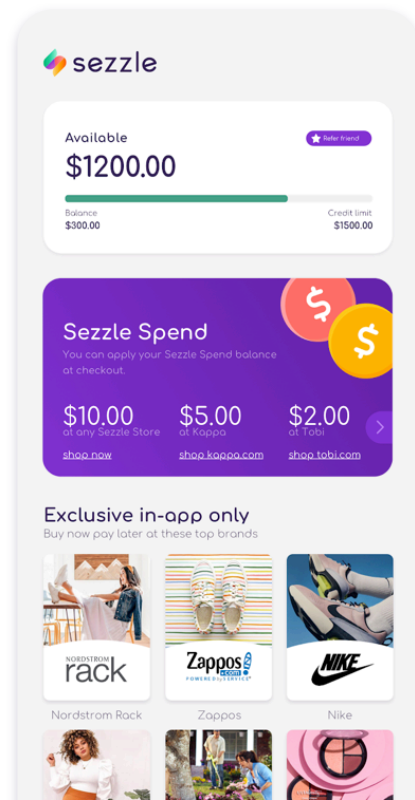 sezzle
Available
Refer friend
$1200.00
Balance
Credit limit
$300.00
$1500.00
Sezzle Spend
You can apply your Sezzle Spend balance
at checkout.
$10.00
$5.00
$2.00
at any Sezzle Store
at Kappa
at Tobi
shop now
shop kappa.com
shop tobi.com
Exclusive in-app only
Buy now pay later at these top brands
NORDSTROM
rack
Zappos
.com
POWERED by SERVICE
NIKE
Nordstrom Rack
Zappos
Nike